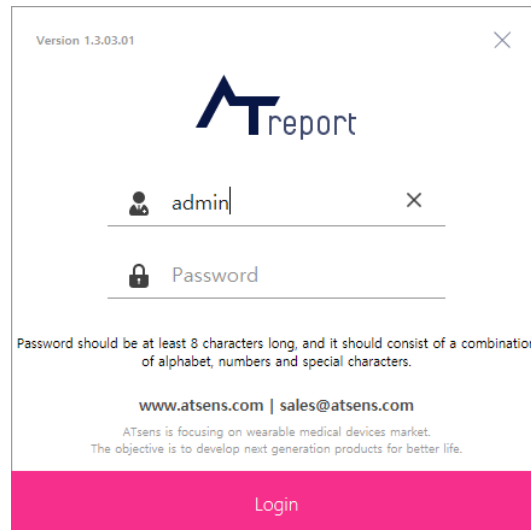 Version 1.3.03.01
ATreport
admin
Password
Password should be at least 8 characters long, and it should consist of a combination
of alphabet, numbers and special characters.
www.atsens.com | sales@atsens.com
ATsens is focusing on wearable medical devices market.
The objective is to develop next generation products for better life.
Login